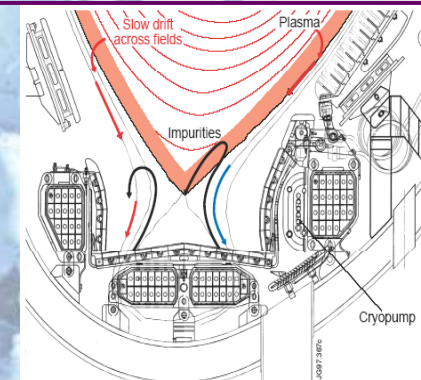 Slow drift
across fields
Plasma
Impurities
Cryopump
JG97.367c